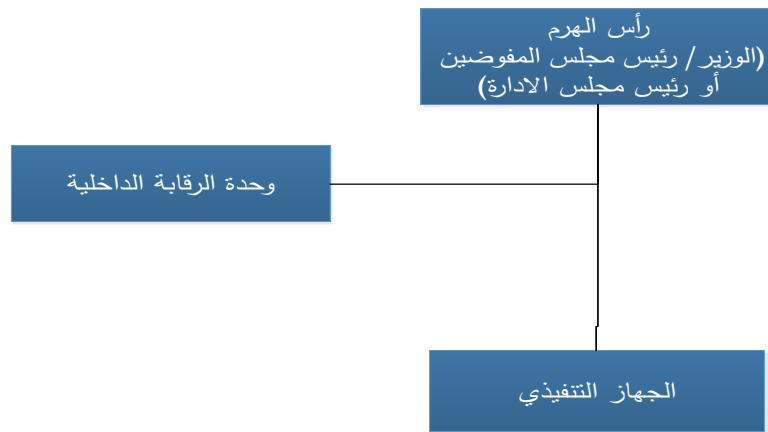 رأس الهرم
(الوزير/ رئيس مجلس المفوضين
أو رئيس مجلس الادارة)
وحدة الرقابة الداخلية
الجهاز التنفيذي